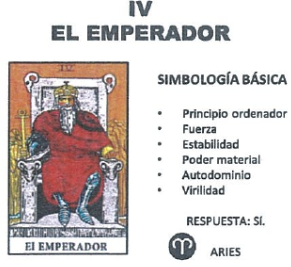 IV
EL EMPERADOR
SIMBOLOGÍA BÁSICA
• Principio ordenador
• Fuerza
• Estabilidad
• Poder material
• Autodominio
• Virilidad
RESPUESTA: SÍ.
ARIES
IV
EL EMPERADOR